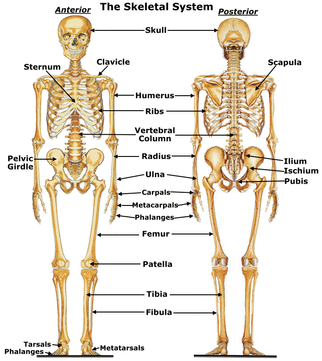 The Skeletal System
Anterior
Posterior
Skull
Sternum
Clavicle
Scapula
Humerus
Ribs
Vertebral
Column
Pelvic
Girdle
Radius
Ilium
Ischium
Pubis
Ulna
Carpals
Metacarpals
Phalanges
Femur
Patella
Tibia
Fibula
Tarsals
Phalanges
Metatarsals